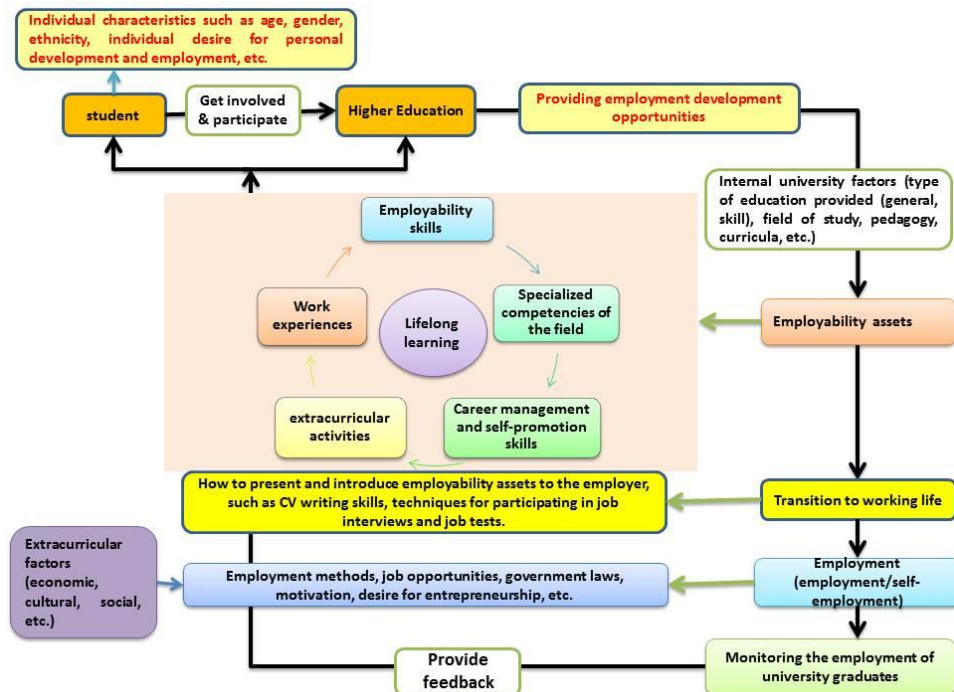 Individual characteristics such as age, gender,
ethnicity, individual desire for personal
development and employment, etc.
student
Get involved
& participate
Higher Education
Providing employment development
opportunities
Internal university factors (type
of education provided (general,
skill), field of study, pedagogy,
curricula, etc.)
Employability
skills
Work
experiences
Lifelong
learning
Specialized
competencies of
the field
Employability assets
extracurricular
activities
Career management
and self-promotion
skills
How to present and introduce employability assets to the employer,
such as CV writing skills, techniques for participating in job
interviews and job tests.
Transition to working life
Extracurricular
factors
(economic,
cultural, social,
etc.)
Employment methods, job opportunities, government laws,
motivation, desire for entrepreneurship, etc.
Employment
(employment/self-
employment)
Provide
feedback
Monitoring the employment of
university graduates